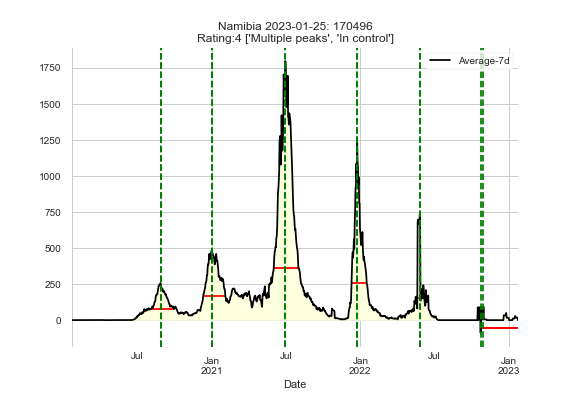 Namibia 2023-01-25: 170496
Rating:4 ['Multiple peaks', 'In control']
Average-7d
1750
1500
1250
1000
750
500
250
0
Jul
Jan
2021
Jul
Jan
2022
Jul
Jan
2023
Date